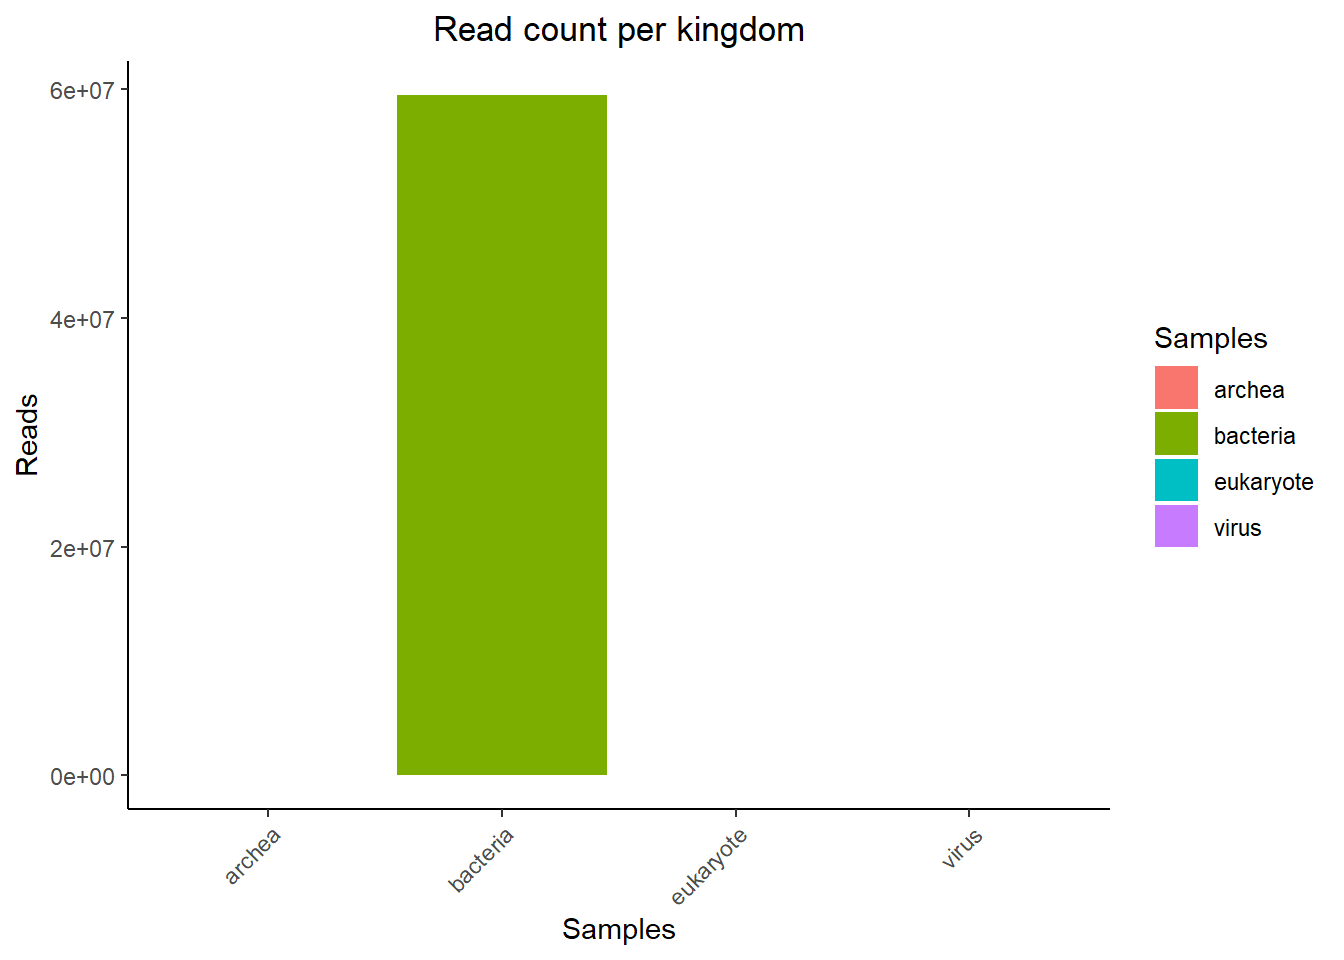 Read count per kingdom
6e+07
4e+07
2e+07
0e+00
Reads
archea
bacteria
eukaryote
virus
Samples
Samples
archea
bacteria
eukaryote
virus